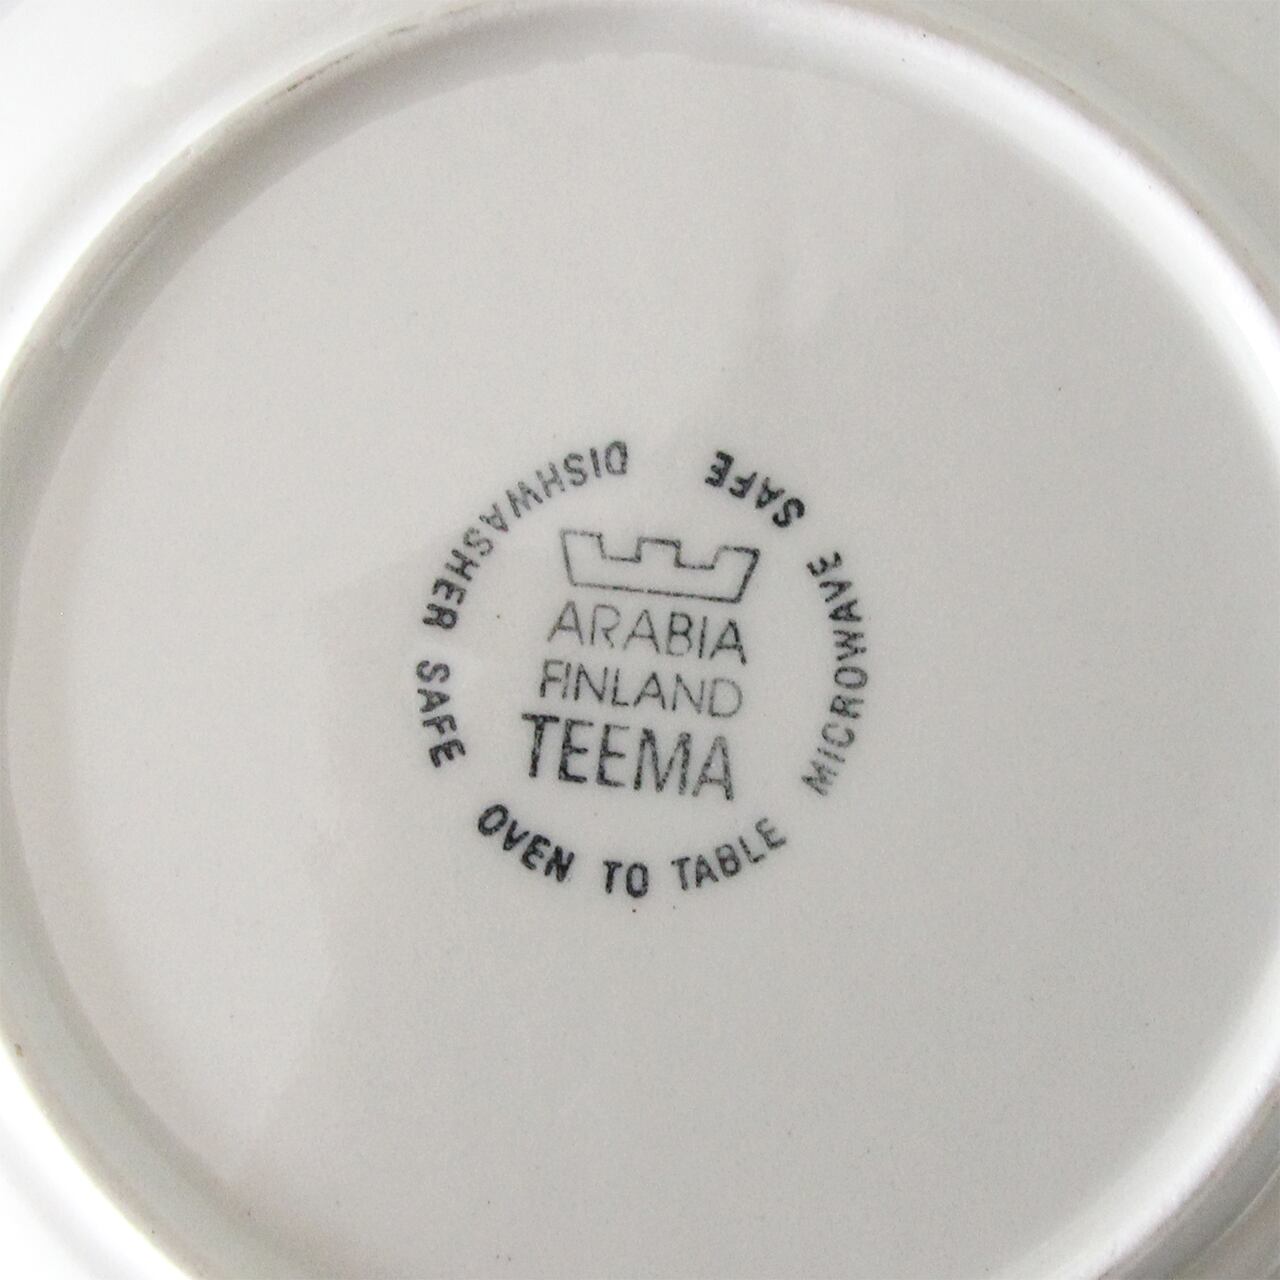 ARABIA
FINLAND
TEEMA
DISHWASHER SAFE
OVEN TO TABLE
MICROWAVE SAFE